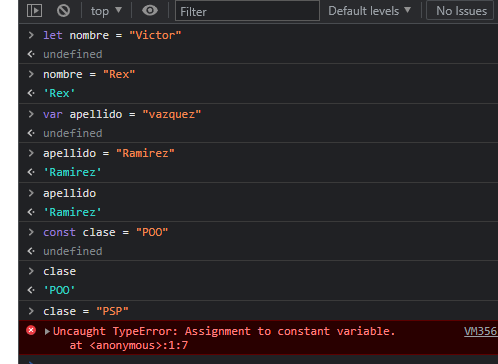 top Filter Default levels No Issues
let nombre = "Victor"
undefined
nombre = "Rex"
'Rex'
var apellido = "vazquez"
undefined
apellido = "Ramirez"
'Ramirez'
apellido
'Ramirez'
const clase = "POO"
undefined
clase
'POO'
clase = "PSP"
Uncaught TypeError: Assignment to constant variable. VM356
at <anonymous>:1:7